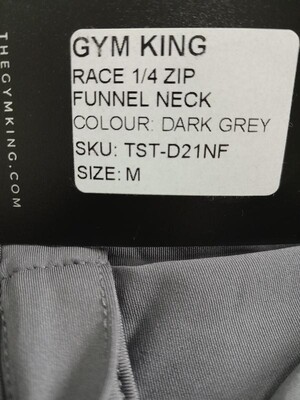 GYM KING
RACE 1/4 ZIP
FUNNEL NECK
COLOUR: DARK GREY
SKU: TST-D21NF
SIZE: M
THEGYMKING.COM